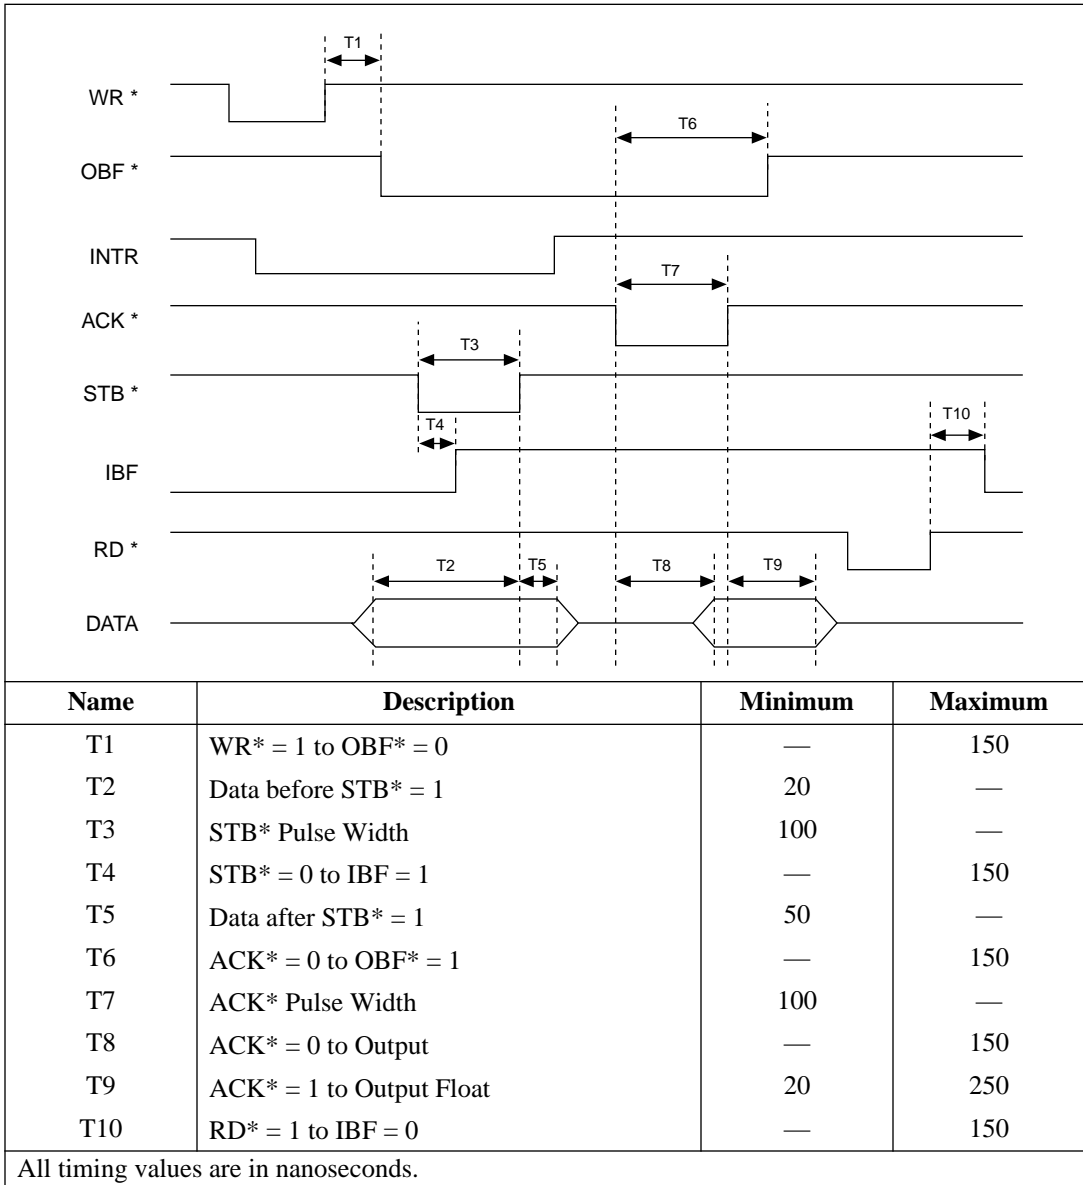 T1
WR *
T6
OBF *
INTR
T7
ACK *
T3
STB *
T4
T10
IBF
RD *
T2 T5 T8 T9
DATA
Name Description Minimum Maximum
T1 WR* = 1 to OBF* = 0 — 150
T2 Data before STB* = 1 20 —
T3 STB* Pulse Width 100 —
T4 STB* = 0 to IBF = 1 — 150
T5 Data after STB* = 1 50 —
T6 ACK* = 0 to OBF* = 1 — 150
T7 ACK* Pulse Width 100 —
T8 ACK* = 0 to Output — 150
T9 ACK* = 1 to Output Float 20 250
T10 RD* = 1 to IBF = 0 — 150
All timing values are in nanoseconds.